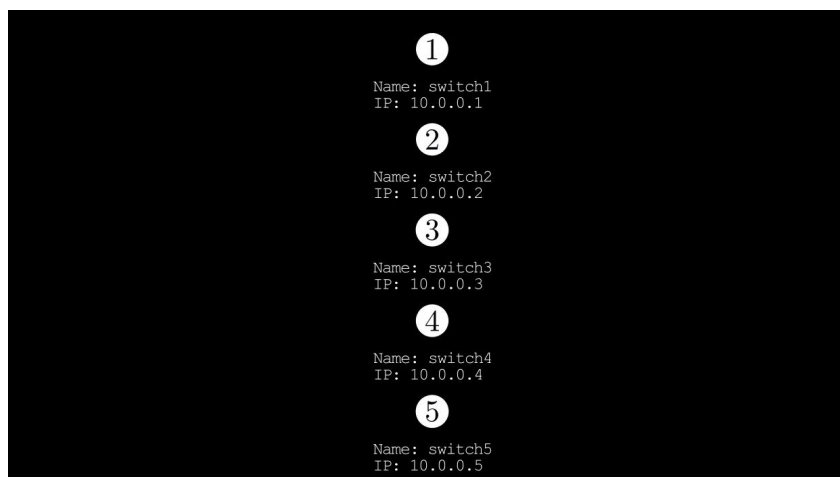 1
Name: switch1
IP: 10.0.0.1
2
Name: switch2
IP: 10.0.0.2
3
Name: switch3
IP: 10.0.0.3
4
Name: switch4
IP: 10.0.0.4
5
Name: switch5
IP: 10.0.0.5